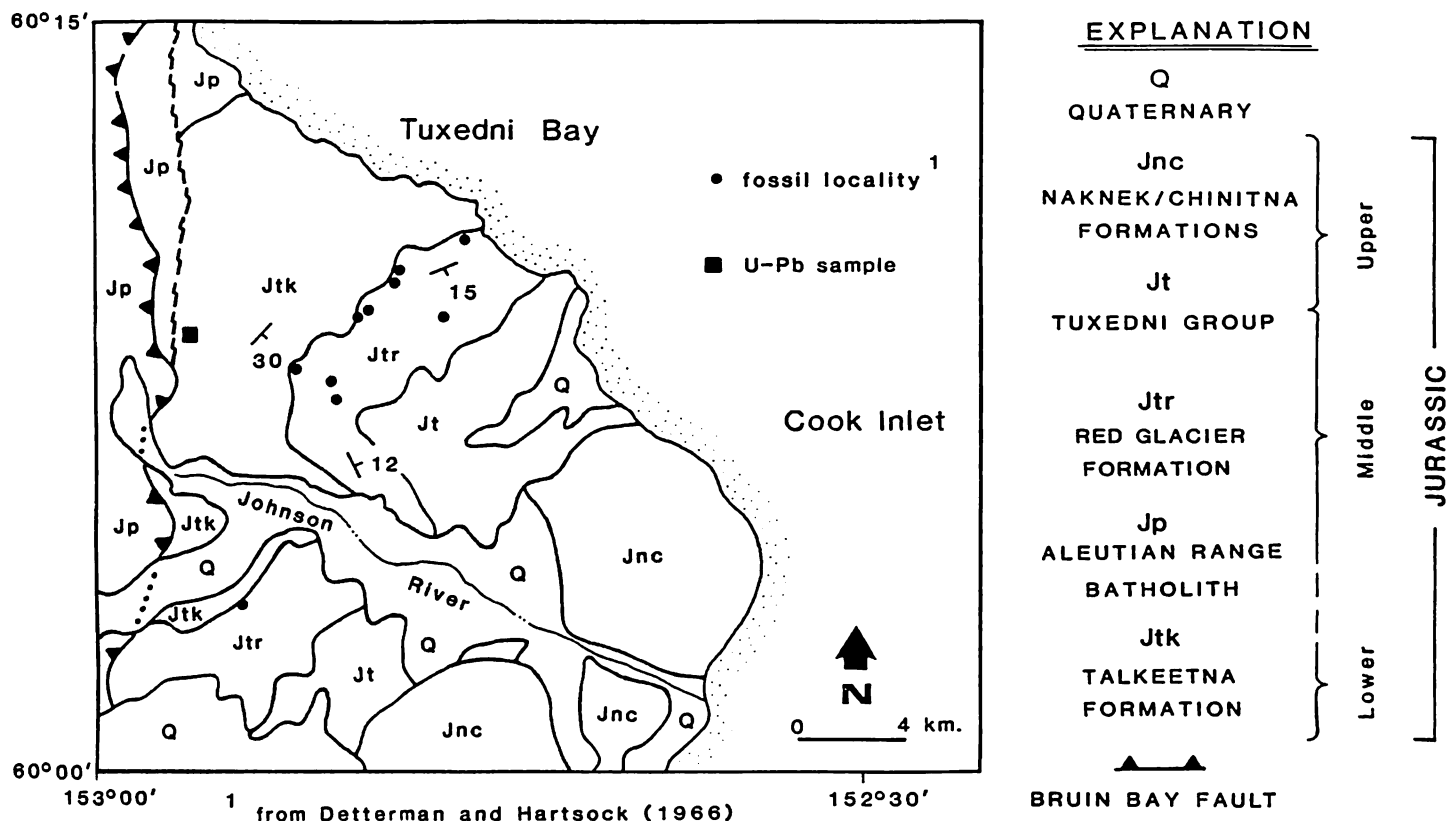 60°15'
Jp
Tuxedni Bay
Jp
fossil locality 1
U-Pb sample
Jp
Jtk
15
30
Jtr
Q
Jt
Cook Inlet
12
Johnson
Jp
Jtk
Q
Q
Jnc
River
Jtk
Jtr
Q
Jt
Jnc
Jnc
Q
Q
N
0 4 km.
60°00'
153°00'
152°30'
1 from Detterman and Hartsock (1966)
EXPLANATION
Q
QUATERNARY
Jnc
NAKNEK/CHINITNA
FORMATIONS
Upper
Jt
TUXEDNI GROUP
Jtr
RED GLACIER
FORMATION
Middle
Jp
ALEUTIAN RANGE
BATHOLITH
Jtk
TALKEETNA
FORMATION
Lower
JURASSIC
BRUIN BAY FAULT